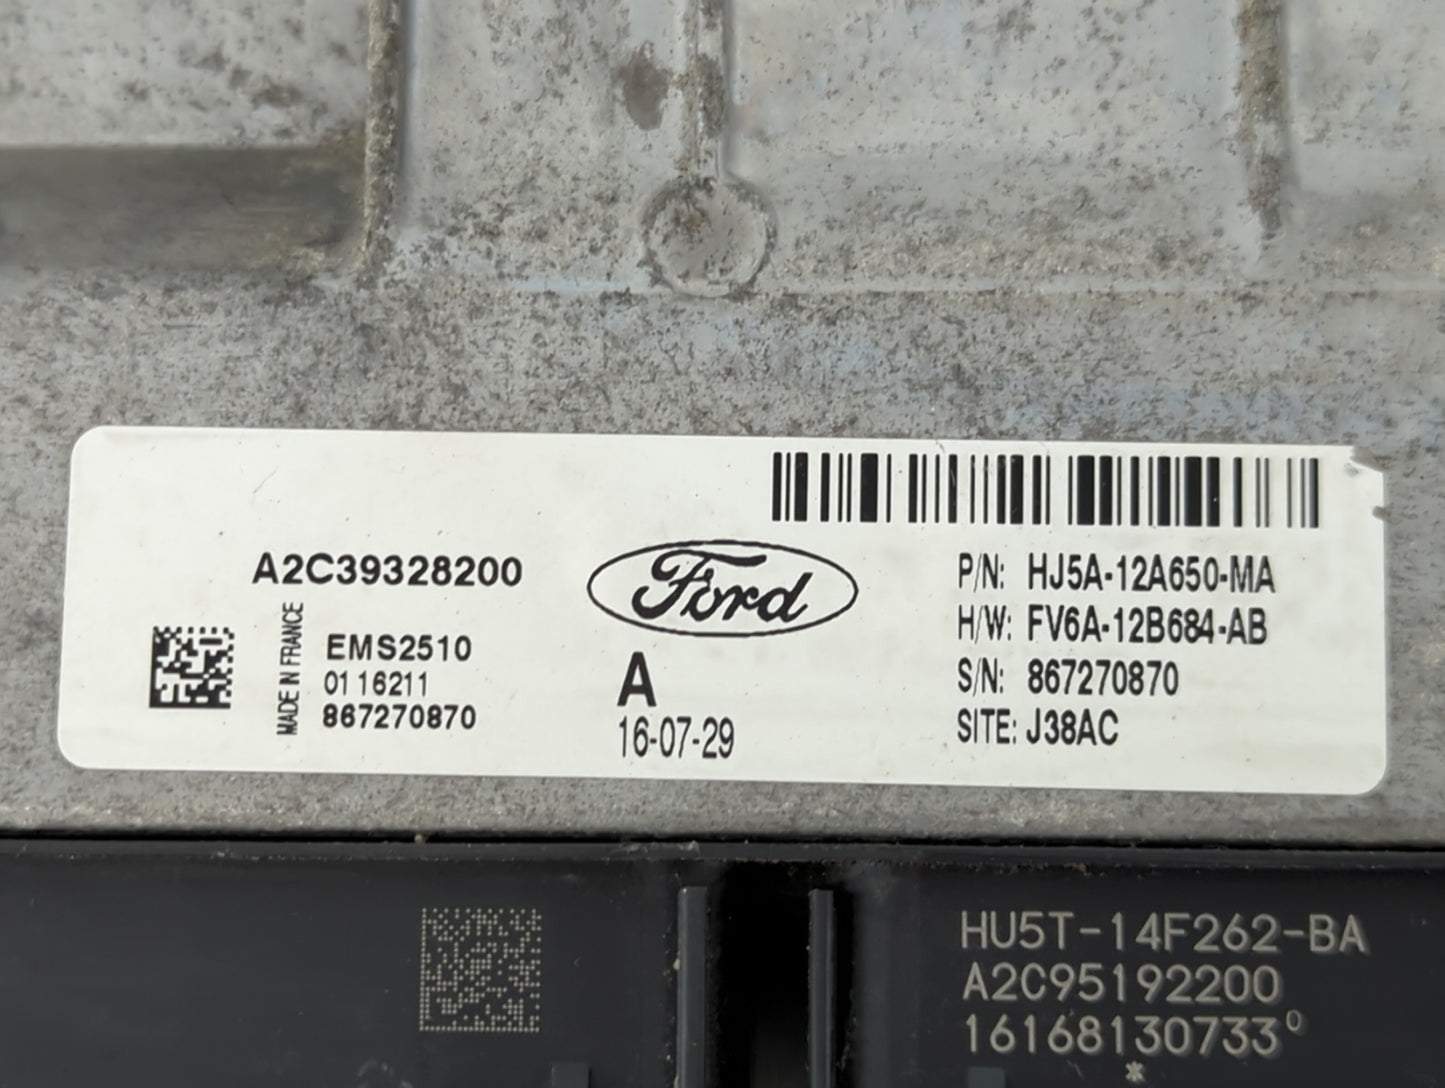 A2C39328200
MADE IN FRANCE
EMS2510
01 16211
867270870
Ford
A
16-07-29
P/N: HJ5A-12A650-MA
H/W: FV6A-12B684-AB
S/N: 867270870
SITE: J38AC
HU5T-14F262-BA
A2C95192200
16168130733⁰
*